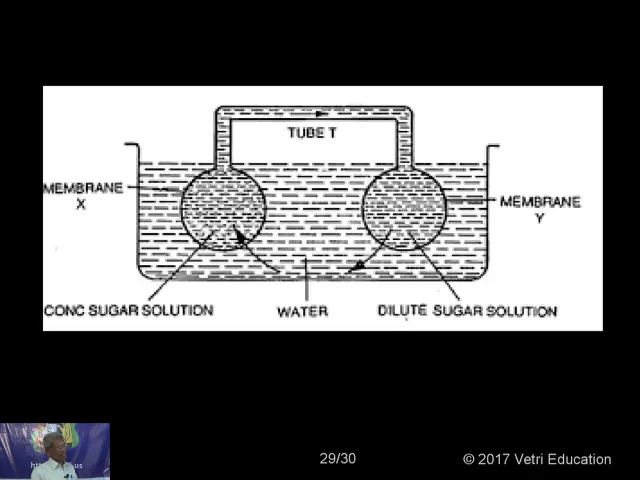 TUBE T
MEMBRANE
X
MEMBRANE
Y
CONC SUGAR SOLUTION
WATER
DILUTE SUGAR SOLUTION
29/30
© 2017 Vetri Education